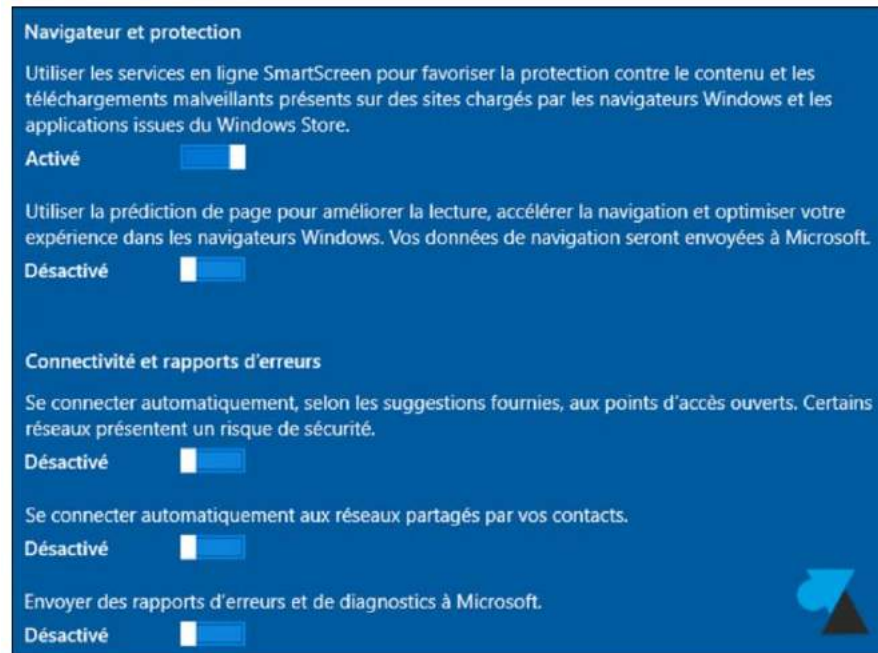 Navigateur et protection
Utiliser les services en ligne SmartScreen pour favoriser la protection contre le contenu et les
téléchargements malveillants présents sur des sites chargés par les navigateurs Windows et les
applications issues du Windows Store.
Activé
Utiliser la prédiction de page pour améliorer la lecture, accélérer la navigation et optimiser votre
expérience dans les navigateurs Windows. Vos données de navigation seront envoyées à Microsoft.
Désactivé
Connectivité et rapports d'erreurs
Se connecter automatiquement, selon les suggestions fournies, aux points d'accès ouverts. Certains
réseaux présentent un risque de sécurité.
Désactivé
Se connecter automatiquement aux réseaux partagés par vos contacts.
Désactivé
Envoyer des rapports d'erreurs et de diagnostics à Microsoft.
Désactivé